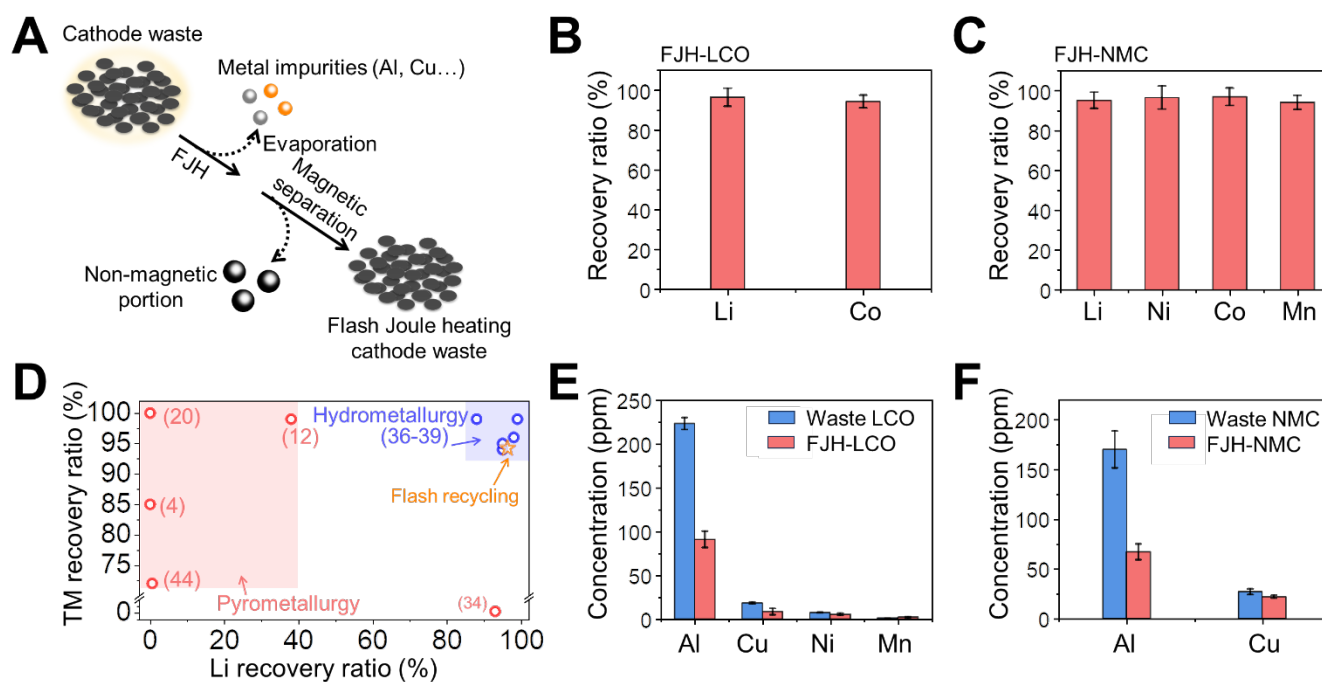 A
Cathode waste
Metal impurities (Al, Cu…)
Evaporation
FJH
Magnetic
separation
Non-magnetic
portion
Flash Joule heating
cathode waste
B
FJH-LCO
Recovery ratio (%)
100
80
60
40
20
0
Li Co
C
FJH-NMC
Recovery ratio (%)
100
80
60
40
20
0
Li Ni Co Mn
D
TM recovery ratio (%)
100
95
90
85
80
75
0
(20)
(12)
(4)
(44)
(34)
Hydrometallurgy
(36-39)
Flash recycling
Pyrometallurgy
0 20 40 60 80 100
Li recovery ratio (%)
E
Concentration (ppm)
250
200
150
100
50
0
Waste LCO
FJH-LCO
Al Cu Ni Mn
F
Concentration (ppm)
200
150
100
50
0
Waste NMC
FJH-NMC
Al Cu